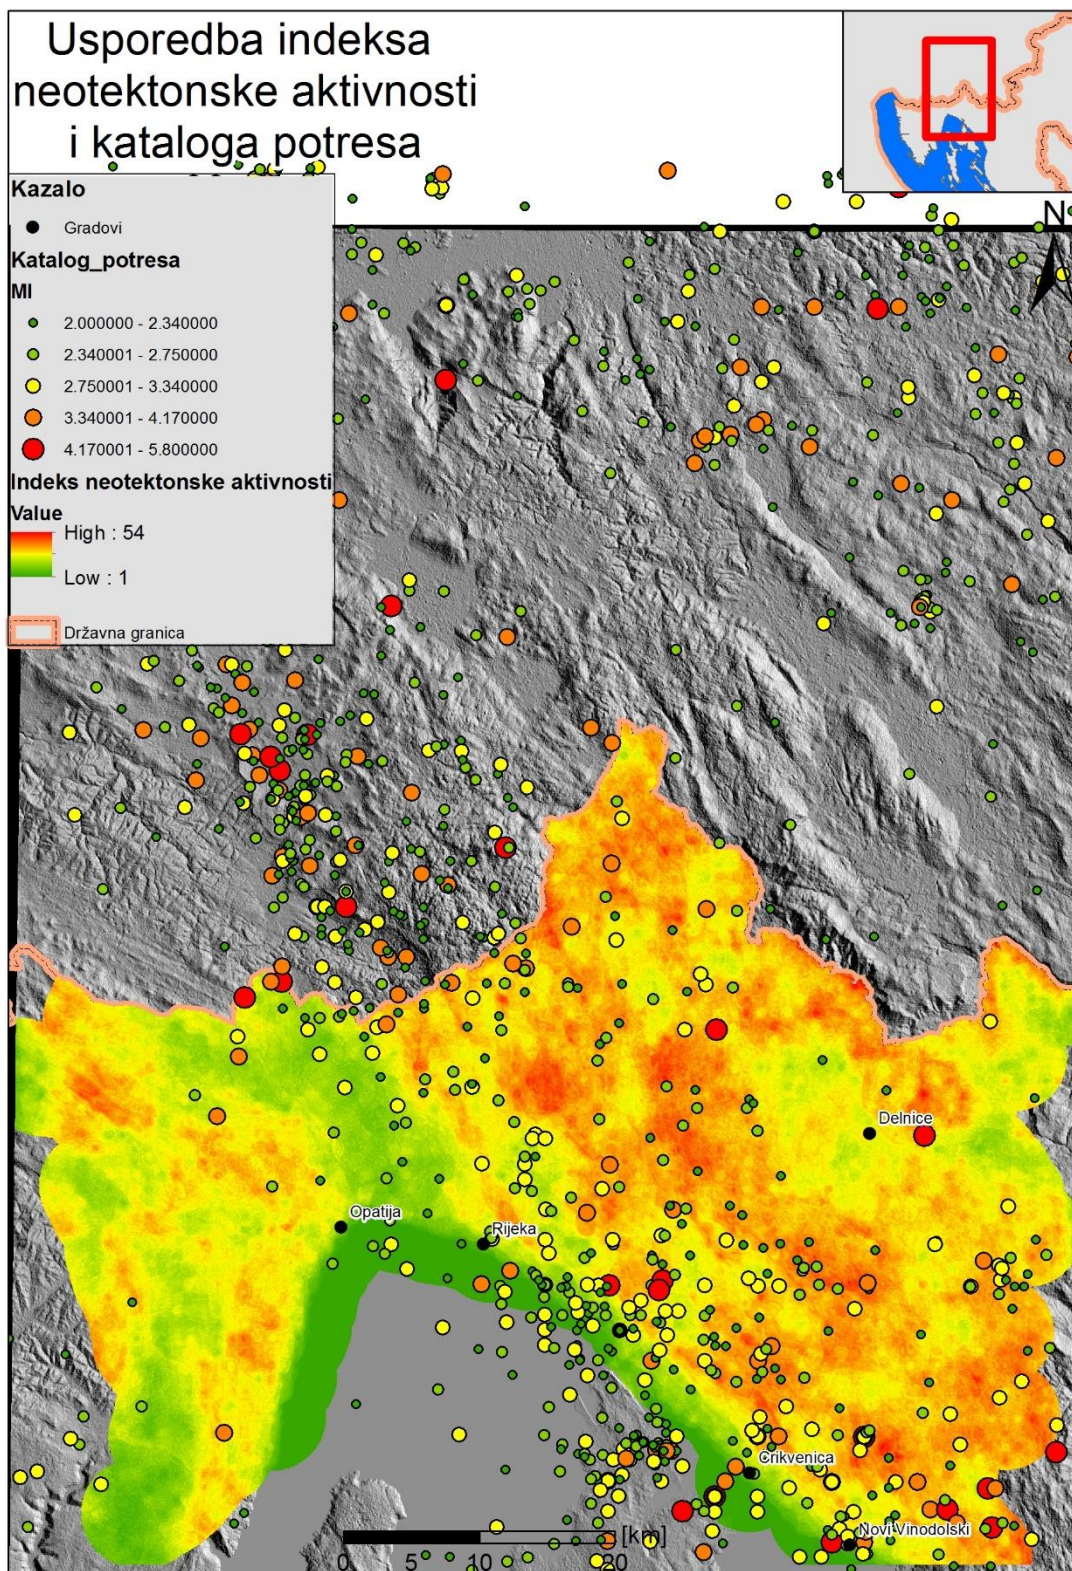 Usporedba indeksa
neotektonske aktivnosti
i kataloga potresa
Kazalo
Gradovi
Katalog_potresa
Ml
2.000000 - 2.340000
2.340001 - 2.750000
2.750001 - 3.340000
3.340001 - 4.170000
4.170001 - 5.800000
Indeks neotektonske aktivnosti
Value
High : 54
Low : 1
Državna granica
N
Delnice
Opatija
Rijeka
Crikvenica
Novi Vinodolski
[km]
0 5 10 20